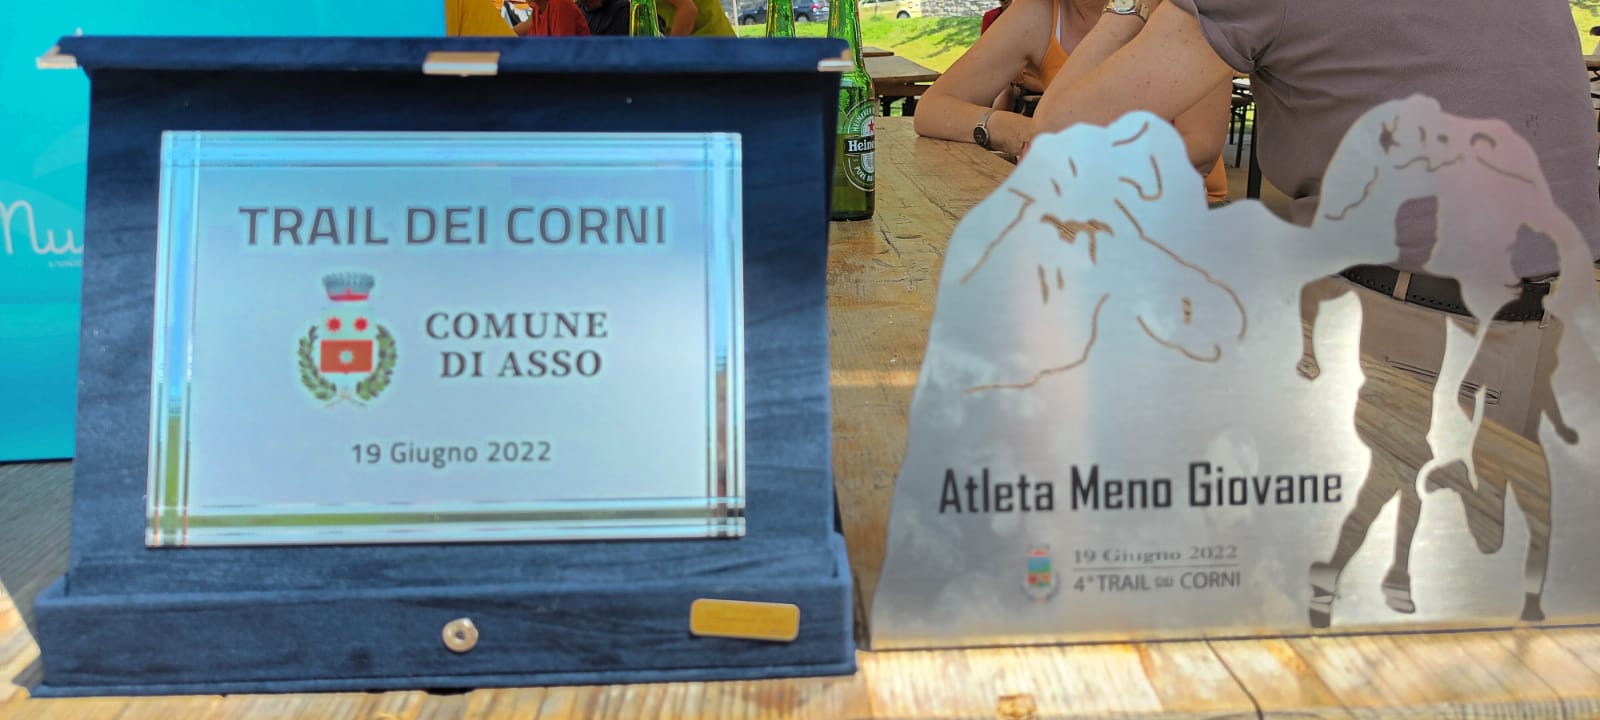 TRAIL DEI CORNI
COMUNE
DI ASSO
19 Giugno 2022
Atleta Meno Giovane
19 Giugno 2022
4° TRAIL DEI CORNI